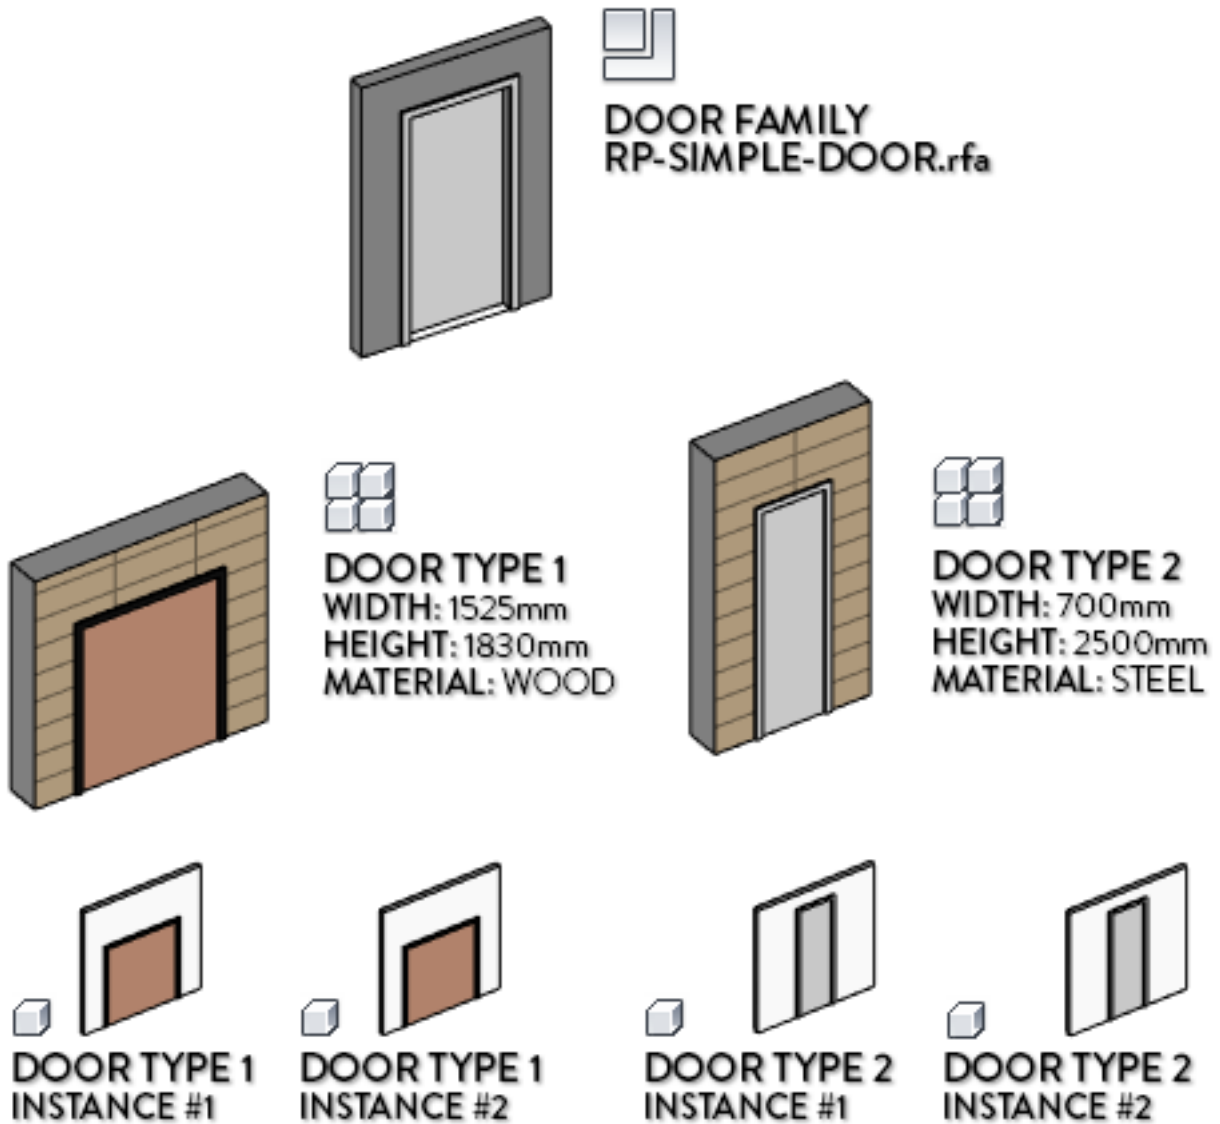 DOOR FAMILY
RP-SIMPLE-DOOR.rfa
DOOR TYPE 1
WIDTH: 1525mm
HEIGHT: 1830mm
MATERIAL: WOOD
DOOR TYPE 2
WIDTH: 700mm
HEIGHT: 2500mm
MATERIAL: STEEL
DOOR TYPE 1
INSTANCE #1
DOOR TYPE 1
INSTANCE #2
DOOR TYPE 2
INSTANCE #1
DOOR TYPE 2
INSTANCE #2